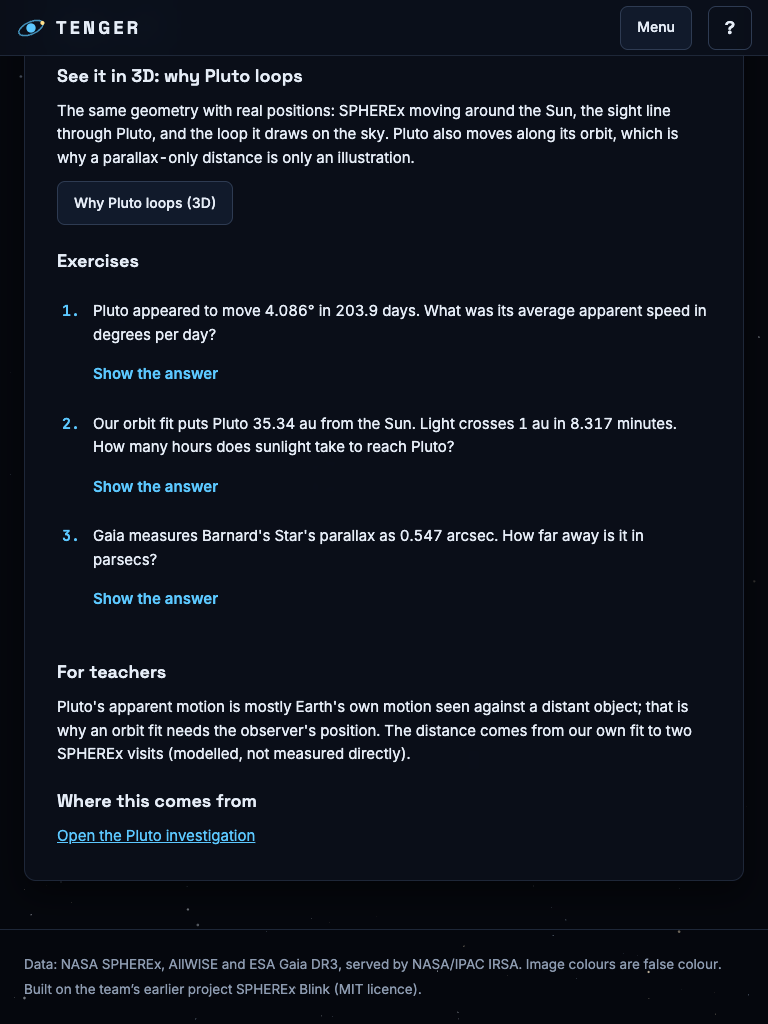 TENGER
Menu
?
See it in 3D: why Pluto loops
The same geometry with real positions: SPHEREx moving around the Sun, the sight line
through Pluto, and the loop it draws on the sky. Pluto also moves along its orbit, which is
why a parallax-only distance is only an illustration.
Why Pluto loops (3D)
Exercises
1. Pluto appeared to move 4.086° in 203.9 days. What was its average apparent speed in
degrees per day?
Show the answer
2. Our orbit fit puts Pluto 35.34 au from the Sun. Light crosses 1 au in 8.317 minutes.
How many hours does sunlight take to reach Pluto?
Show the answer
3. Gaia measures Barnard's Star's parallax as 0.547 arcsec. How far away is it in
parsecs?
Show the answer
For teachers
Pluto's apparent motion is mostly Earth's own motion seen against a distant object; that is
why an orbit fit needs the observer's position. The distance comes from our own fit to two
SPHEREx visits (modelled, not measured directly).
Where this comes from
Open the Pluto investigation
Data: NASA SPHEREx, AllWISE and ESA Gaia DR3, served by NASA/IPAC IRSA. Image colours are false colour.
Built on the team’s earlier project SPHEREx Blink (MIT licence).